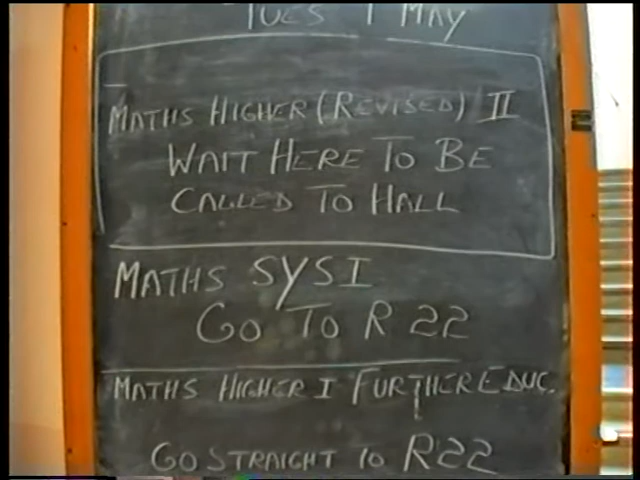 TUES 1 MAY
MATHS HIGHER (REVISED) II
WAIT HERE TO BE
CALLED TO HALL
MATHS SYSI
GO TO R 22
MATHS HIGHER I FURTHER EDUC.
GO STRAIGHT TO R22